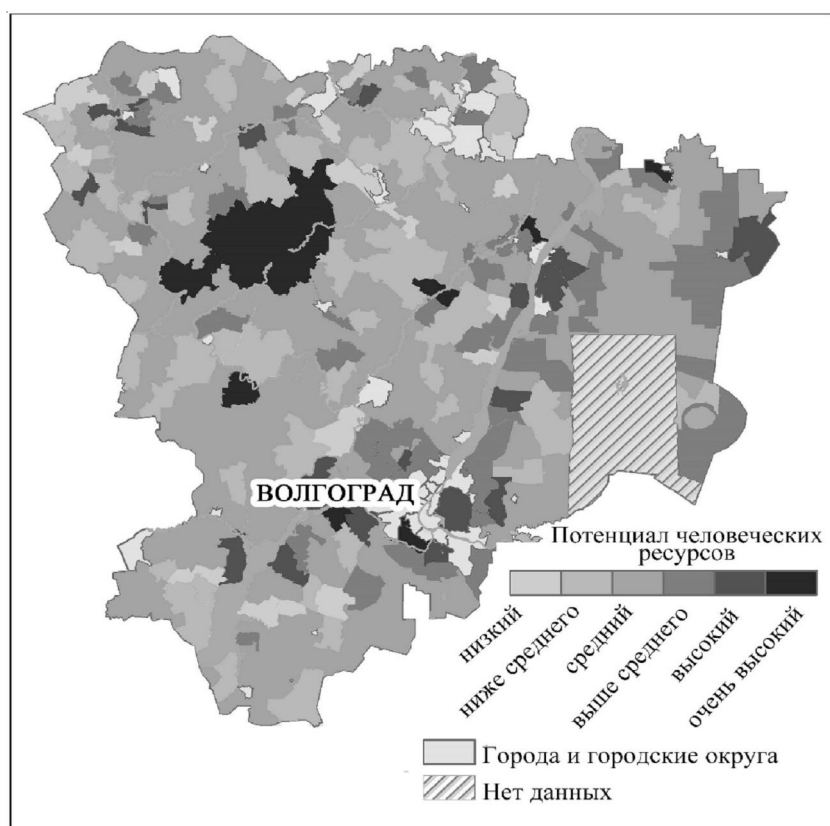 ВОЛГОГРАД
Потенциал человеческих
ресурсов
низкий
ниже среднего
средний
выше среднего
высокий
очень высокий
Города и городские округа
Нет данных